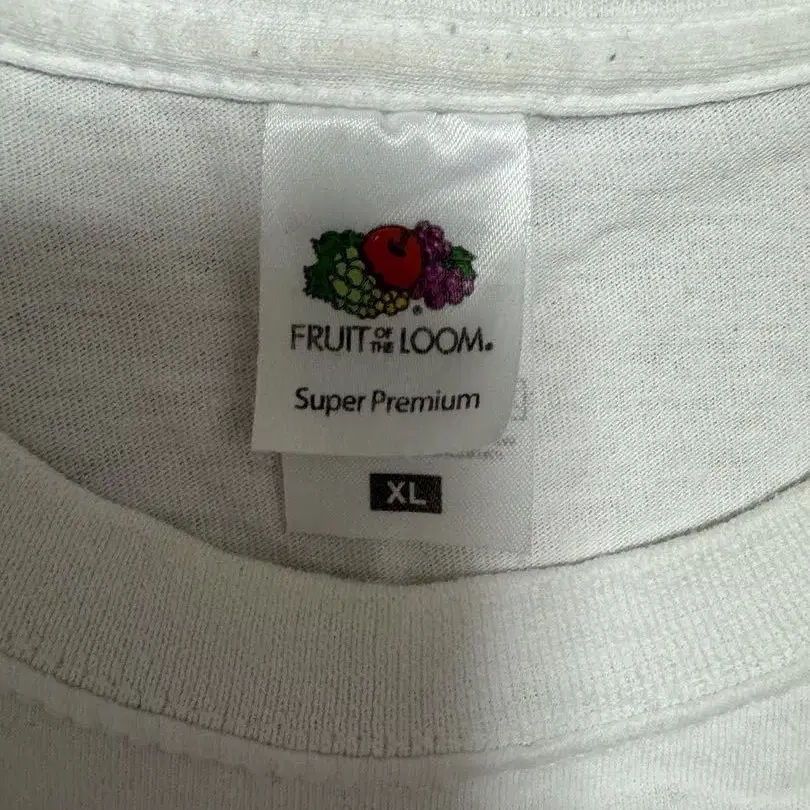 FRUIT OF THE LOOM.
Super Premium
XL